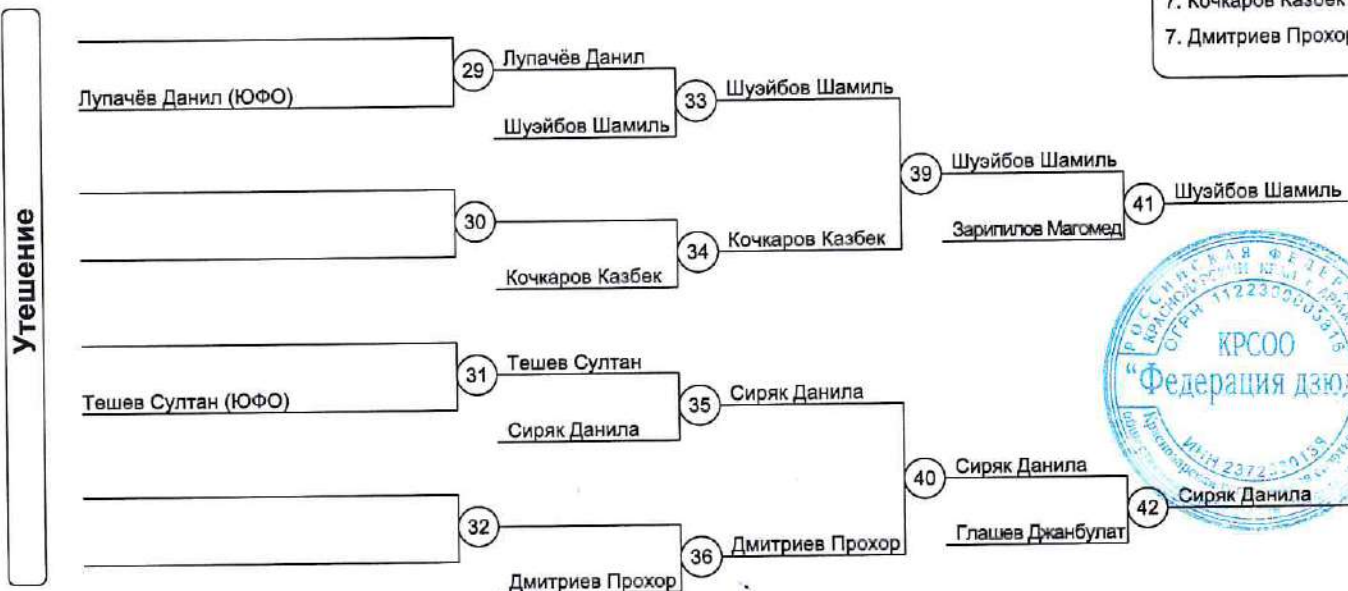 7. Кочкаров Казбек
7. Дмитриев Прохор
Утешение
29
Лупачёв Данил
Лупачёв Данил (ЮФО)
33
Шуэйбов Шамиль
Шуэйбов Шамиль
39
Шуэйбов Шамиль
30
Зарипилов Магомед
41
Шуэйбов Шамиль
34
Кочкаров Казбек
Кочкаров Казбек
31
Тешев Султан
Тешев Султан (ЮФО)
35
Сиряк Данила
Сиряк Данила
40
Сиряк Данила
32
Глашев Джанбулат
42
Сиряк Данила
36
Дмитриев Прохор
Дмитриев Прохор
КРСОО
"Федерация дзюд